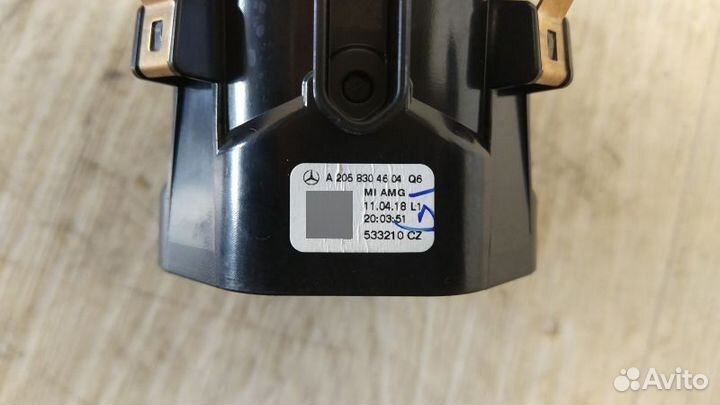 A 205 830 46 04 Q6
MI AMG
11.04.18 L1
20:03:51
533210 CZ
Avito